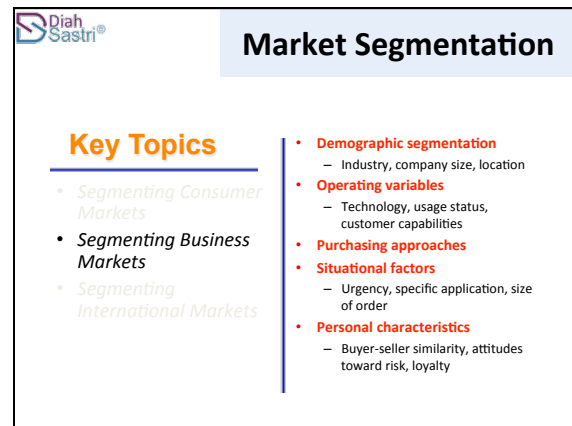 Diah
Sastri®
Market Segmentation
Key Topics
• Segmenting Consumer
Markets
• Segmenting Business
Markets
• Segmenting
International Markets
• Demographic segmentation
– Industry, company size, location
• Operating variables
– Technology, usage status,
customer capabilities
• Purchasing approaches
• Situational factors
– Urgency, specific application, size
of order
• Personal characteristics
– Buyer-seller similarity, attitudes
toward risk, loyalty